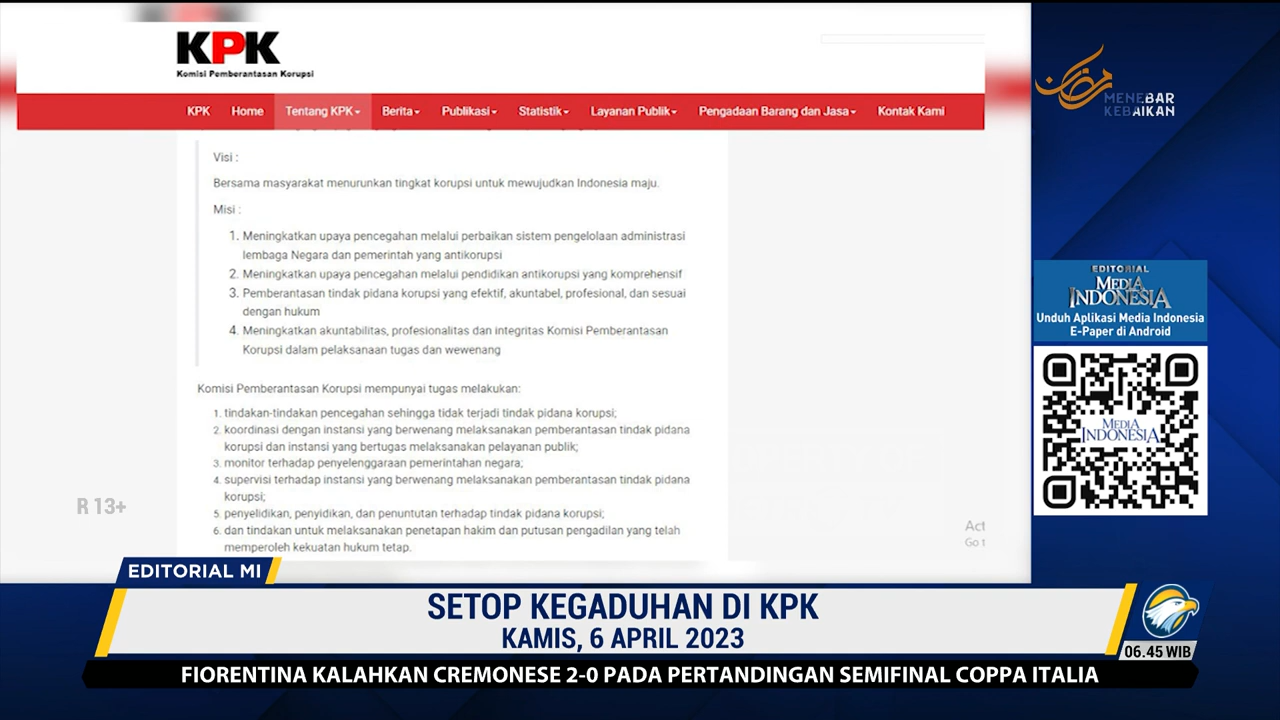 KPK
Komisi Pemberantasan Korupsi
KPK Home Tentang KPK Berita Publikasi Statistik Layanan Publik Pengadaan Barang dan Jasa Kontak Kami
Visi :
Bersama masyarakat menurunkan tingkat korupsi untuk mewujudkan Indonesia maju.
Misi :
1. Meningkatkan upaya pencegahan melalui perbaikan sistem pengelolaan administrasi
lembaga Negara dan pemerintah yang antikorupsi
2. Meningkatkan upaya pencegahan melalui pendidikan antikorupsi yang komprehensif
3. Pemberantasan tindak pidana korupsi yang efektif, akuntabel, profesional, dan sesuai
dengan hukum
4. Meningkatkan akuntabilitas, profesionalitas dan integritas Komisi Pemberantasan
Korupsi dalam pelaksanaan tugas dan wewenang
Komisi Pemberantasan Korupsi mempunyai tugas melakukan:
1. tindakan-tindakan pencegahan sehingga tidak terjadi tindak pidana korupsi;
2. koordinasi dengan instansi yang berwenang melaksanakan pemberantasan tindak pidana
korupsi dan instansi yang bertugas melaksanakan pelayanan publik;
3. monitor terhadap penyelenggaraan pemerintahan negara;
4. supervisi terhadap instansi yang berwenang melaksanakan pemberantasan tindak pidana
korupsi;
5. penyelidikan, penyidikan, dan penuntutan terhadap tindak pidana korupsi;
6. dan tindakan untuk melaksanakan penetapan hakim dan putusan pengadilan yang telah
memperoleh kekuatan hukum tetap.
R 13+
Act
Go t
رمضان
MENEBAR
KEBAIKAN
EDITORIAL
MEDIA
INDONESIA
Unduh Aplikasi Media Indonesia
E-Paper di Android
MEDIA
INDONESIA
EDITORIAL MI
SETOP KEGADUHAN DI KPK
KAMIS, 6 APRIL 2023
06.45 WIB
FIORENTINA KALAHKAN CREMONESE 2-0 PADA PERTANDINGAN SEMIFINAL COPPA ITALIA